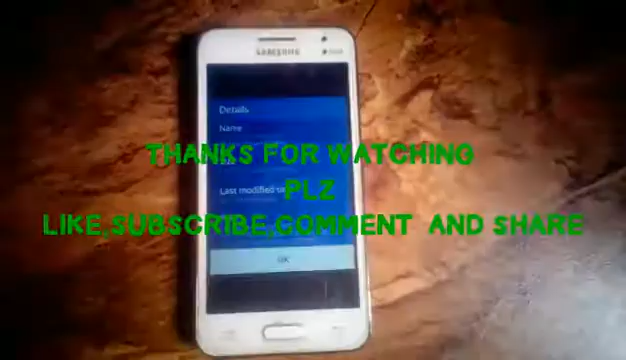 SAMSUNG
Details
Name
THANKS FOR WATCHING
Last modified
PLZ
LIKE,SUBSCRIBE,COMMENT AND SHARE
OK